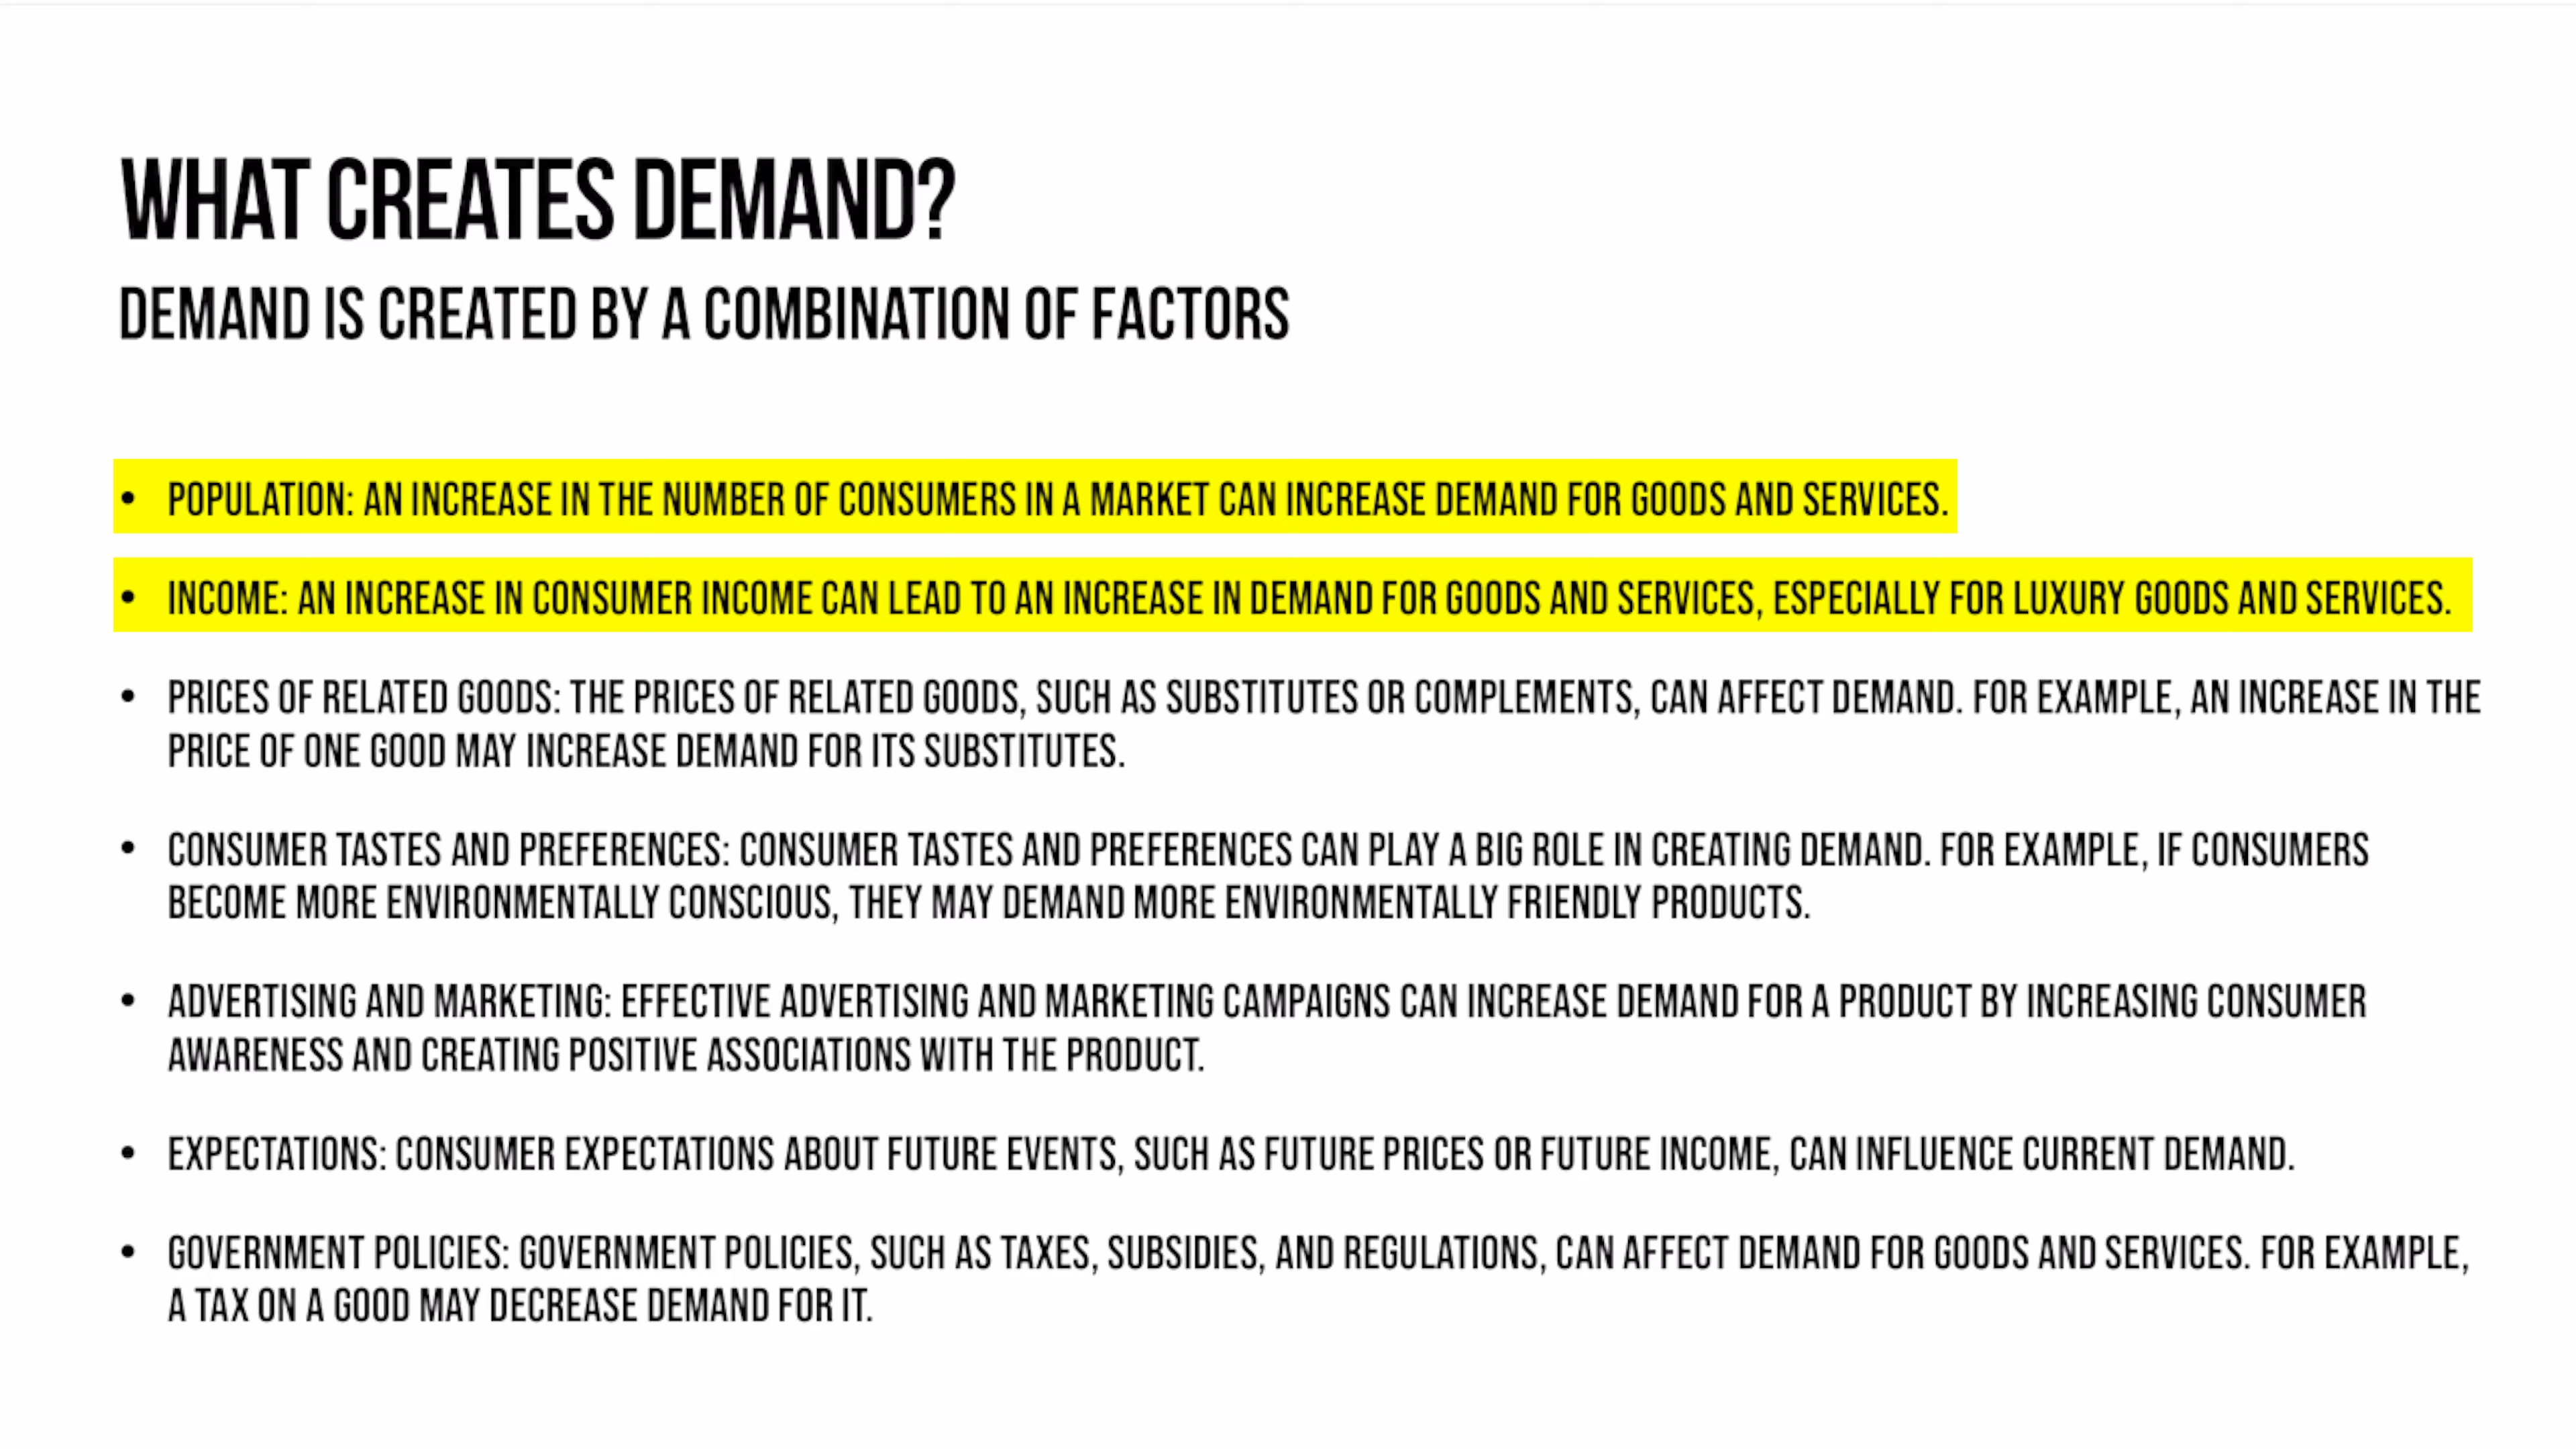 WHAT CREATES DEMAND?
DEMAND IS CREATED BY A COMBINATION OF FACTORS
• POPULATION: AN INCREASE IN THE NUMBER OF CONSUMERS IN A MARKET CAN INCREASE DEMAND FOR GOODS AND SERVICES.
• INCOME: AN INCREASE IN CONSUMER INCOME CAN LEAD TO AN INCREASE IN DEMAND FOR GOODS AND SERVICES, ESPECIALLY FOR LUXURY GOODS AND SERVICES.
• PRICES OF RELATED GOODS: THE PRICES OF RELATED GOODS, SUCH AS SUBSTITUTES OR COMPLEMENTS, CAN AFFECT DEMAND. FOR EXAMPLE, AN INCREASE IN THE
PRICE OF ONE GOOD MAY INCREASE DEMAND FOR ITS SUBSTITUTES.
• CONSUMER TASTES AND PREFERENCES: CONSUMER TASTES AND PREFERENCES CAN PLAY A BIG ROLE IN CREATING DEMAND. FOR EXAMPLE, IF CONSUMERS
BECOME MORE ENVIRONMENTALLY CONSCIOUS, THEY MAY DEMAND MORE ENVIRONMENTALLY FRIENDLY PRODUCTS.
• ADVERTISING AND MARKETING: EFFECTIVE ADVERTISING AND MARKETING CAMPAIGNS CAN INCREASE DEMAND FOR A PRODUCT BY INCREASING CONSUMER
AWARENESS AND CREATING POSITIVE ASSOCIATIONS WITH THE PRODUCT.
• EXPECTATIONS: CONSUMER EXPECTATIONS ABOUT FUTURE EVENTS, SUCH AS FUTURE PRICES OR FUTURE INCOME, CAN INFLUENCE CURRENT DEMAND.
• GOVERNMENT POLICIES: GOVERNMENT POLICIES, SUCH AS TAXES, SUBSIDIES, AND REGULATIONS, CAN AFFECT DEMAND FOR GOODS AND SERVICES. FOR EXAMPLE,
A TAX ON A GOOD MAY DECREASE DEMAND FOR IT.